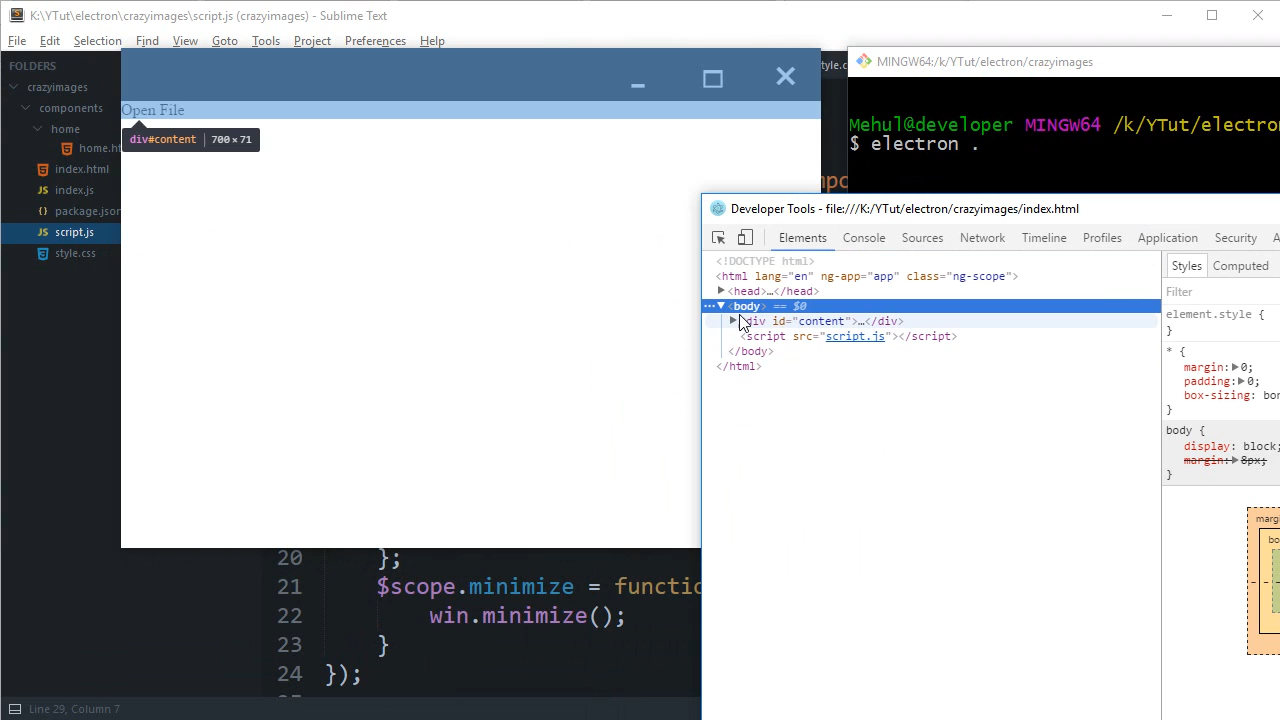 K:\YTut\electron\crazyimages\script.js (crazyimages) - Sublime Text
File Edit Selection Find View Goto Tools Project Preferences Help
FOLDERS
crazyimages
components
home
home.ht
index.html
index.js
package.json
script.js
style.css
Open File
div#content 700×71
tyle.c
MINGW64:/k/YTut/electron/crazyimages
Mehul@developer MINGW64 /k/YTut/electron
$ electron .
mpo
Developer Tools - file:///K:/YTut/electron/crazyimages/index.html
Elements Console Sources Network Timeline Profiles Application Security A
<!DOCTYPE html>
<html lang="en" ng-app="app" class="ng-scope">
<head>…</head>
<body> == $0
<div id="content">…</div>
<script src="script.js"></script>
</body>
</html>
Styles Computed
Filter
element.style {
}
* {
margin: 0;
padding: 0;
box-sizing: bor
}
body {
display: block;
margin: 8px;
}
margi
bo
20 };
21 $scope.minimize = functio
22 win.minimize();
23 }
24 });
Line 29, Column 7